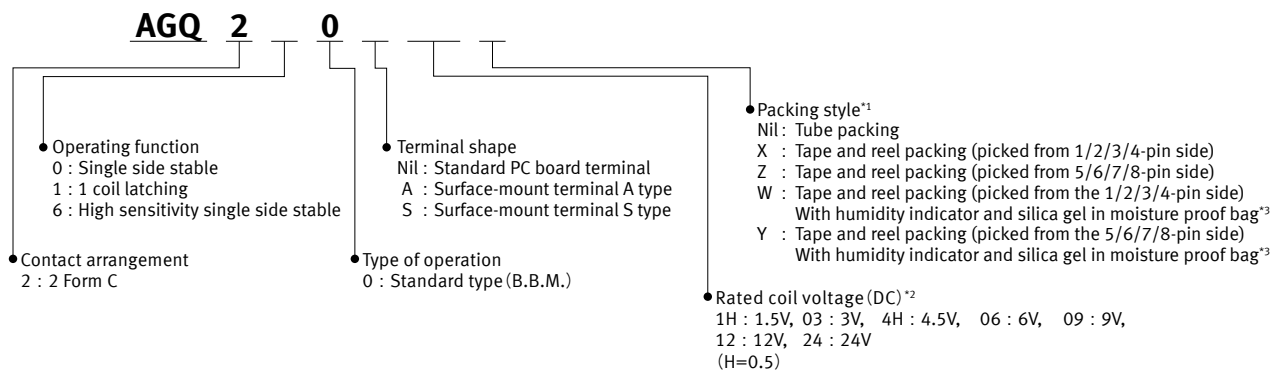 AGQ 2 0
Operating function
0 : Single side stable
1 : 1 coil latching
6 : High sensitivity single side stable
Contact arrangement
2 : 2 Form C
Terminal shape
Nil : Standard PC board terminal
A : Surface-mount terminal A type
S : Surface-mount terminal S type
Type of operation
0 : Standard type (B.B.M.)
Packing style*1
Nil : Tube packing
X : Tape and reel packing (picked from 1/2/3/4-pin side)
Z : Tape and reel packing (picked from 5/6/7/8-pin side)
W : Tape and reel packing (picked from the 1/2/3/4-pin side)
With humidity indicator and silica gel in moisture proof bag*3
Y : Tape and reel packing (picked from the 5/6/7/8-pin side)
With humidity indicator and silica gel in moisture proof bag*3
Rated coil voltage (DC)*2
1H : 1.5V, 03 : 3V, 4H : 4.5V, 06 : 6V, 09 : 9V,
12 : 12V, 24 : 24V
(H=0.5)